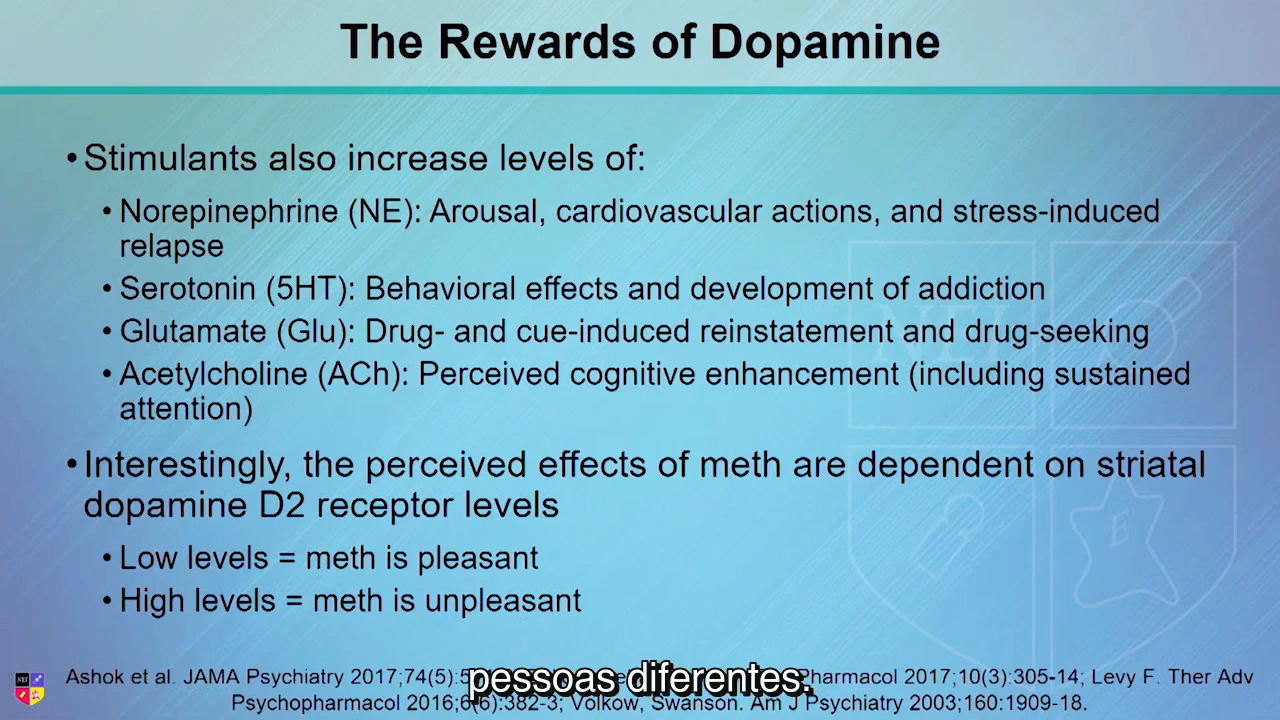 The Rewards of Dopamine
• Stimulants also increase levels of:
• Norepinephrine (NE): Arousal, cardiovascular actions, and stress-induced
relapse
• Serotonin (5HT): Behavioral effects and development of addiction
• Glutamate (Glu): Drug- and cue-induced reinstatement and drug-seeking
• Acetylcholine (ACh): Perceived cognitive enhancement (including sustained
attention)
• Interestingly, the perceived effects of meth are dependent on striatal
dopamine D2 receptor levels
• Low levels = meth is pleasant
• High levels = meth is unpleasant
Ashok et al. JAMA Psychiatry 2017;74(5): Pharmacol 2017;10(3):305-14; Levy F. Ther Adv
pessoas diferentes.
Psychopharmacol 2016;6(6):382-3; Volkow, Swanson. Am J Psychiatry 2003;160:1909-18.
NEI